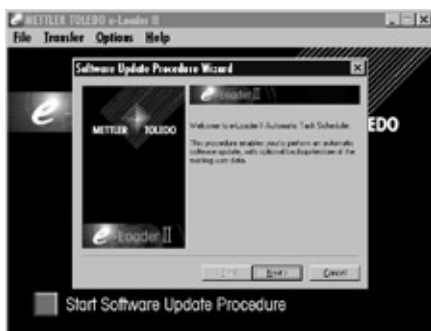 METTLER TOLEDO e-Loader II
File Transfer Options Help
Software Update Procedure Wizard
e-Loader II
METTLER TOLEDO
Welcome to e-Loader II Automatic Task Scheduler.
This procedure enables you to perform an automatic
software update, with optional backup/restore of the
existing user data.
e
EDO
e-Loader II
Next >
Cancel
Start Software Update Procedure